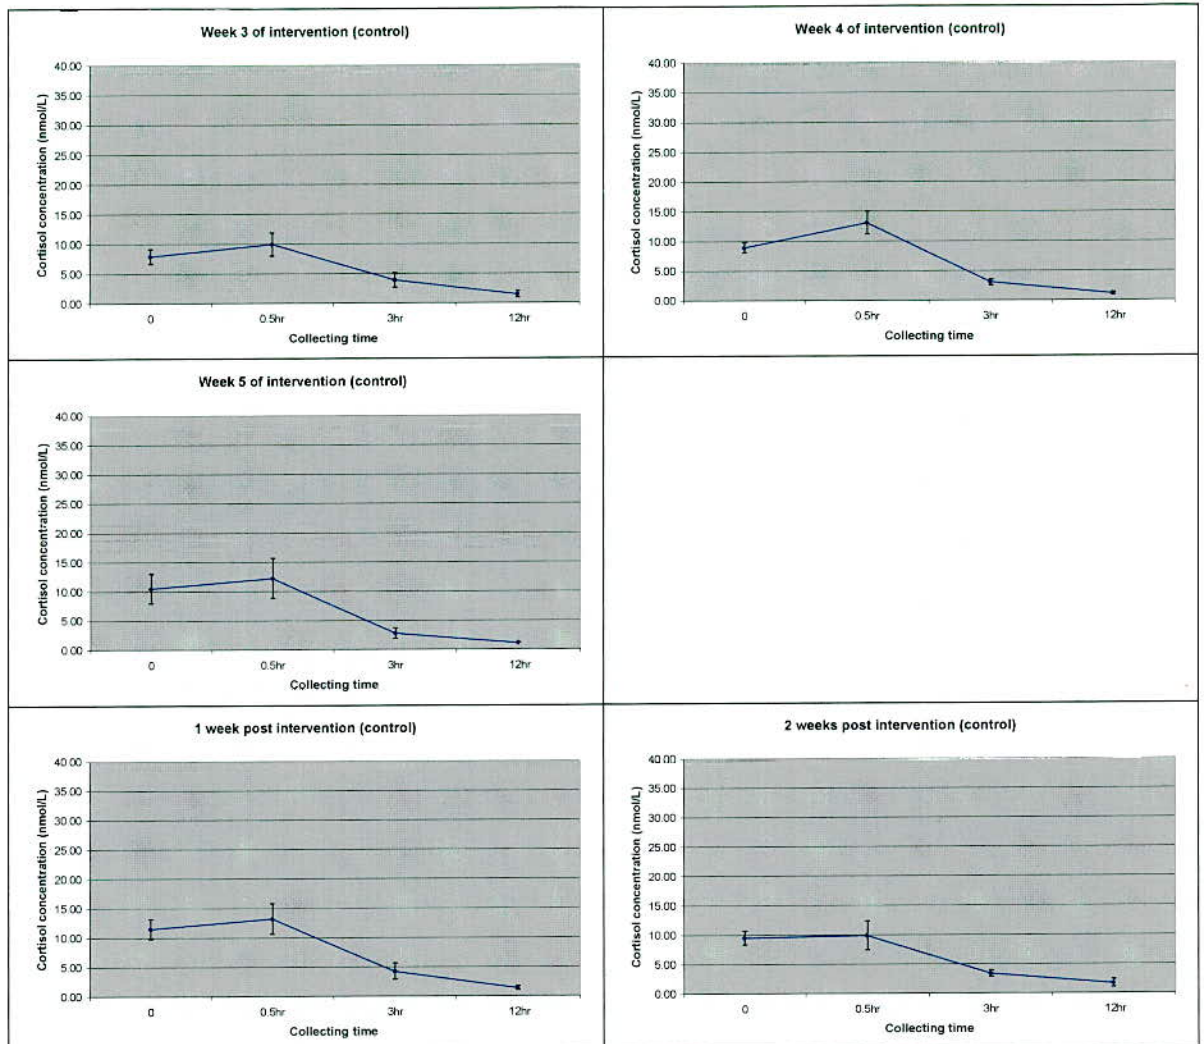 Week 3 of intervention (control)
Cortisol concentration (nmol/L)
40.00
35.00
30.00
25.00
20.00
15.00
10.00
5.00
0.00
0 0.5hr 3hr 12hr
Collecting time
Week 4 of intervention (control)
Cortisol concentration (nmol/L)
40.00
35.00
30.00
25.00
20.00
15.00
10.00
5.00
0.00
0 0.5hr 3hr 12hr
Collecting time
Week 5 of intervention (control)
Cortisol concentration (nmol/L)
40.00
35.00
30.00
25.00
20.00
15.00
10.00
5.00
0.00
0 0.5hr 3hr 12hr
Collecting time
1 week post intervention (control)
Cortisol concentration (nmol/L)
40.00
35.00
30.00
25.00
20.00
15.00
10.00
5.00
0.00
0 0.5hr 3hr 12hr
Collecting time
2 weeks post intervention (control)
Cortisol concentration (nmol/L)
40.00
35.00
30.00
25.00
20.00
15.00
10.00
5.00
0.00
0 0.5hr 3hr 12hr
Collecting time